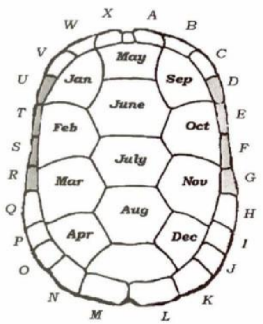 X A
W B
V May C
U Jan Sep D
T June E
Feb Oct
S F
July
R Mar Nov G
Q Aug H
P Apr Dec I
O J
N K
M L